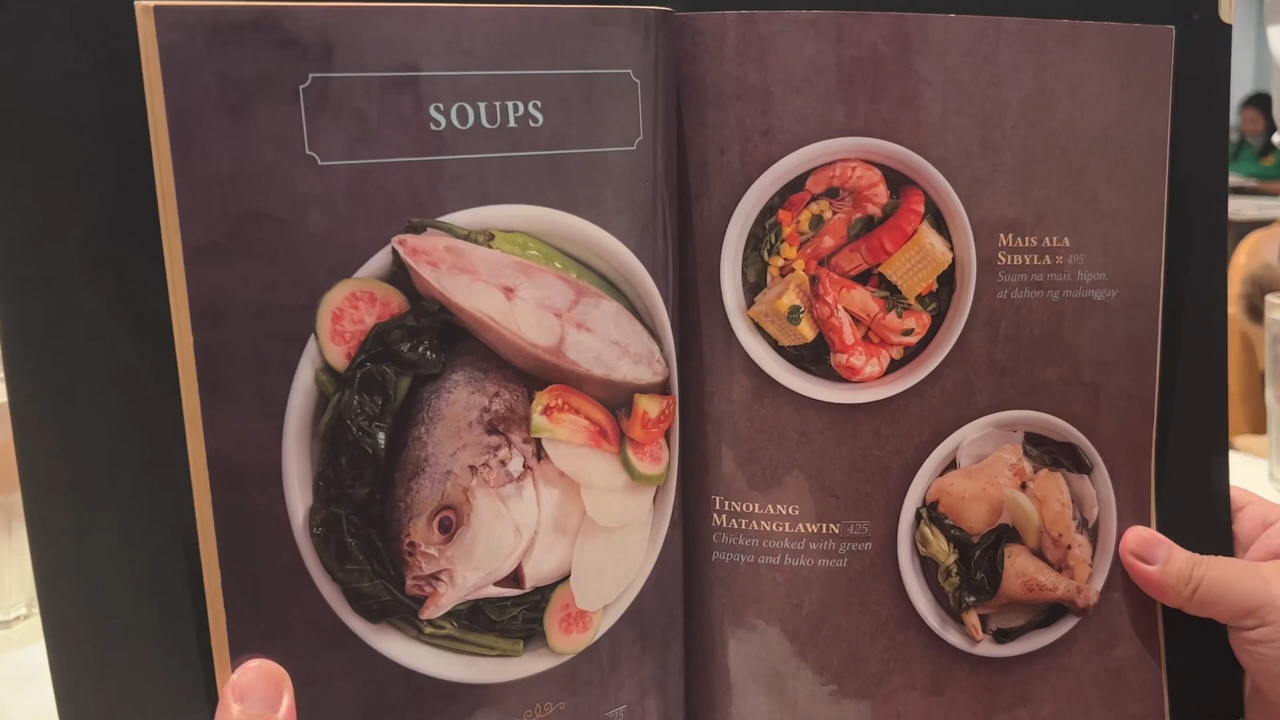 SOUPS
MAIS ALA
SIBYLA 495
Suam na mais, hipon,
at dahon ng malunggay
TINOLANG
MATANGLAWIN 425
Chicken cooked with green
papaya and buko meat